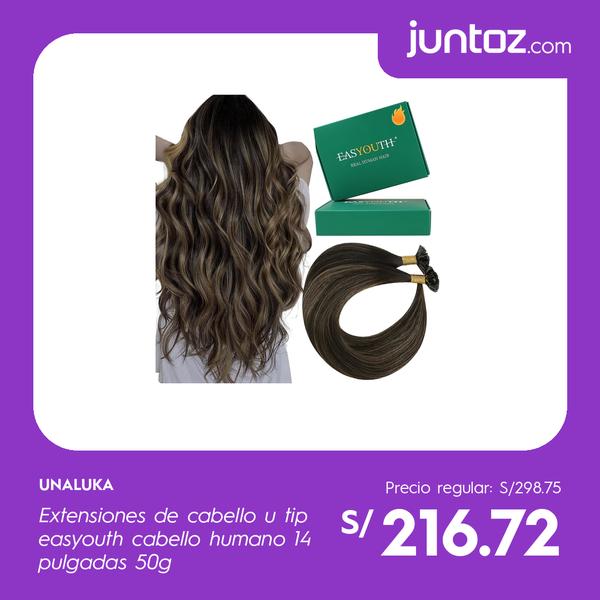 juntoz.com
EASYOUTH
REAL HUMAN HAIR
EASYOUTH
UNALUKA
Extensiones de cabello u tip
easyouth cabello humano 14
pulgadas 50g
Precio regular: S/298.75
S/216.72